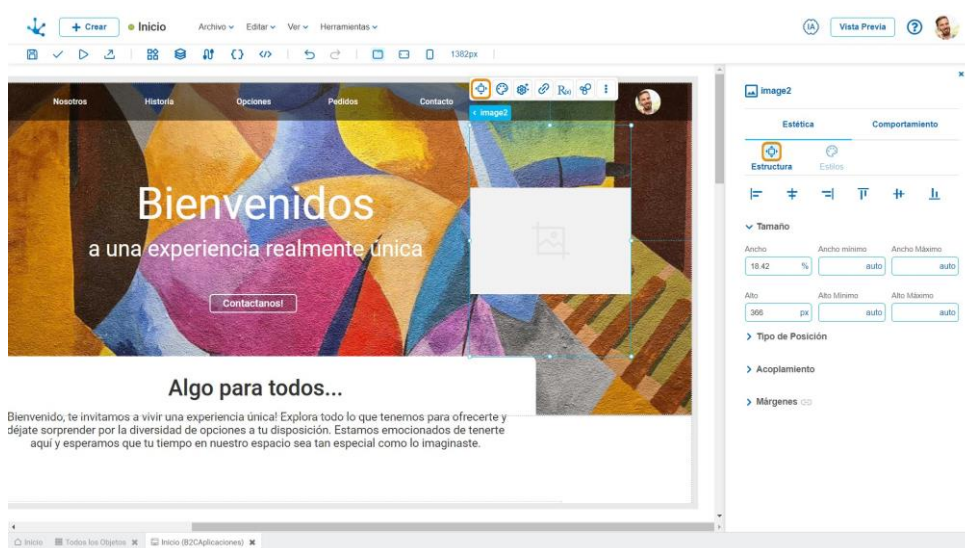 + Crear
Inicio
Archivo
Editar
Ver
Herramientas
IA
Vista Previa
?
1382px
Nosotros
Historia
Opciones
Pedidos
Contacto
< image2
Bienvenidos
a una experiencia realmente única
Contactanos!
Algo para todos...
Bienvenido, te invitamos a vivir una experiencia única! Explora todo lo que tenemos para ofrecerte y
déjate sorprender por la diversidad de opciones a tu disposición. Estamos emocionados de tenerte
aquí y esperamos que tu tiempo en nuestro espacio sea tan especial como lo imaginaste.
image2
Estética
Comportamiento
Estructura
Estilos
Tamaño
Ancho
Ancho mínimo
Ancho Máximo
18.42 %
auto
auto
Alto
Alto Mínimo
Alto Máximo
366 px
auto
auto
Tipo de Posición
Acoplamiento
Márgenes
Inicio
Todos los Objetos
Inicio (B2CAplicaciones)